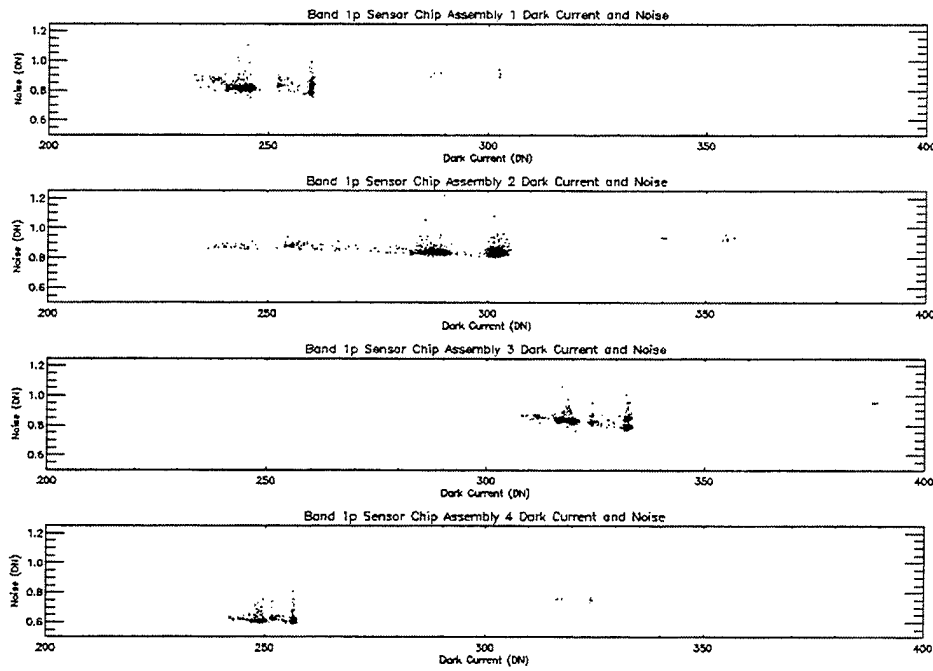 Band 1p Sensor Chip Assembly 1 Dark Current and Noise
Noise (DN)
1.2
1.0
0.8
0.6
200 250 300 350 400
Dark Current (DN)
Band 1p Sensor Chip Assembly 2 Dark Current and Noise
Noise (DN)
1.2
1.0
0.8
0.6
200 250 300 350 400
Dark Current (DN)
Band 1p Sensor Chip Assembly 3 Dark Current and Noise
Noise (DN)
1.2
1.0
0.8
0.6
200 250 300 350 400
Dark Current (DN)
Band 1p Sensor Chip Assembly 4 Dark Current and Noise
Noise (DN)
1.2
1.0
0.8
0.6
200 250 300 350 400
Dark Current (DN)